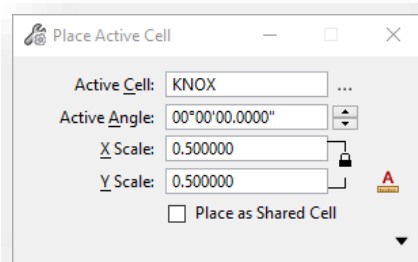 Place Active Cell
Active Cell: KNOX ...
Active Angle: 00°00'00.0000"
X Scale: 0.500000
Y Scale: 0.500000
A
Place as Shared Cell